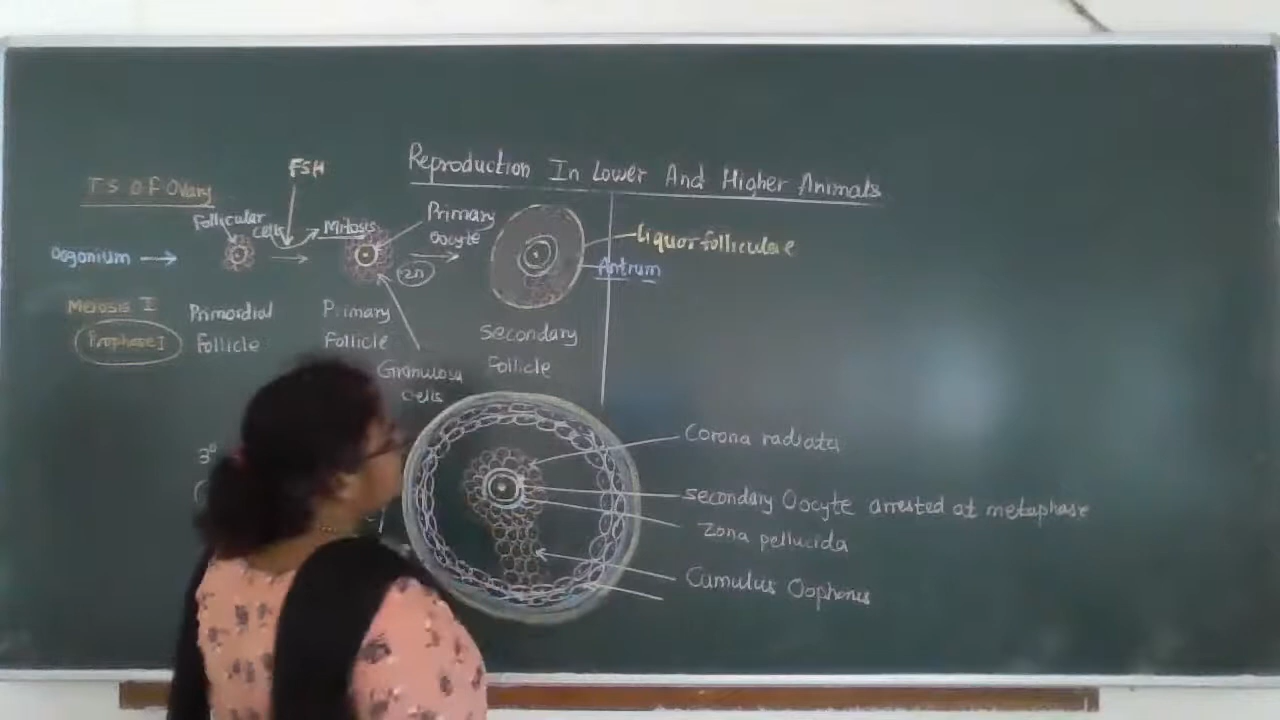 Reproduction In Lower And Higher Animals
T.S OF Ovary
FSH
Follicular
cells
Mitosis
Primary
Oocyte
Liquor folliculae
Oogonium
2n
Antrum
Meiosis I
Prophase I
Primordial
Follicle
Primary
Follicle
Secondary
Follicle
Granulosa
cells
3°
Corona radiata
Secondary Oocyte arrested at metaphase
Zona pellucida
Cumulus Oophorus